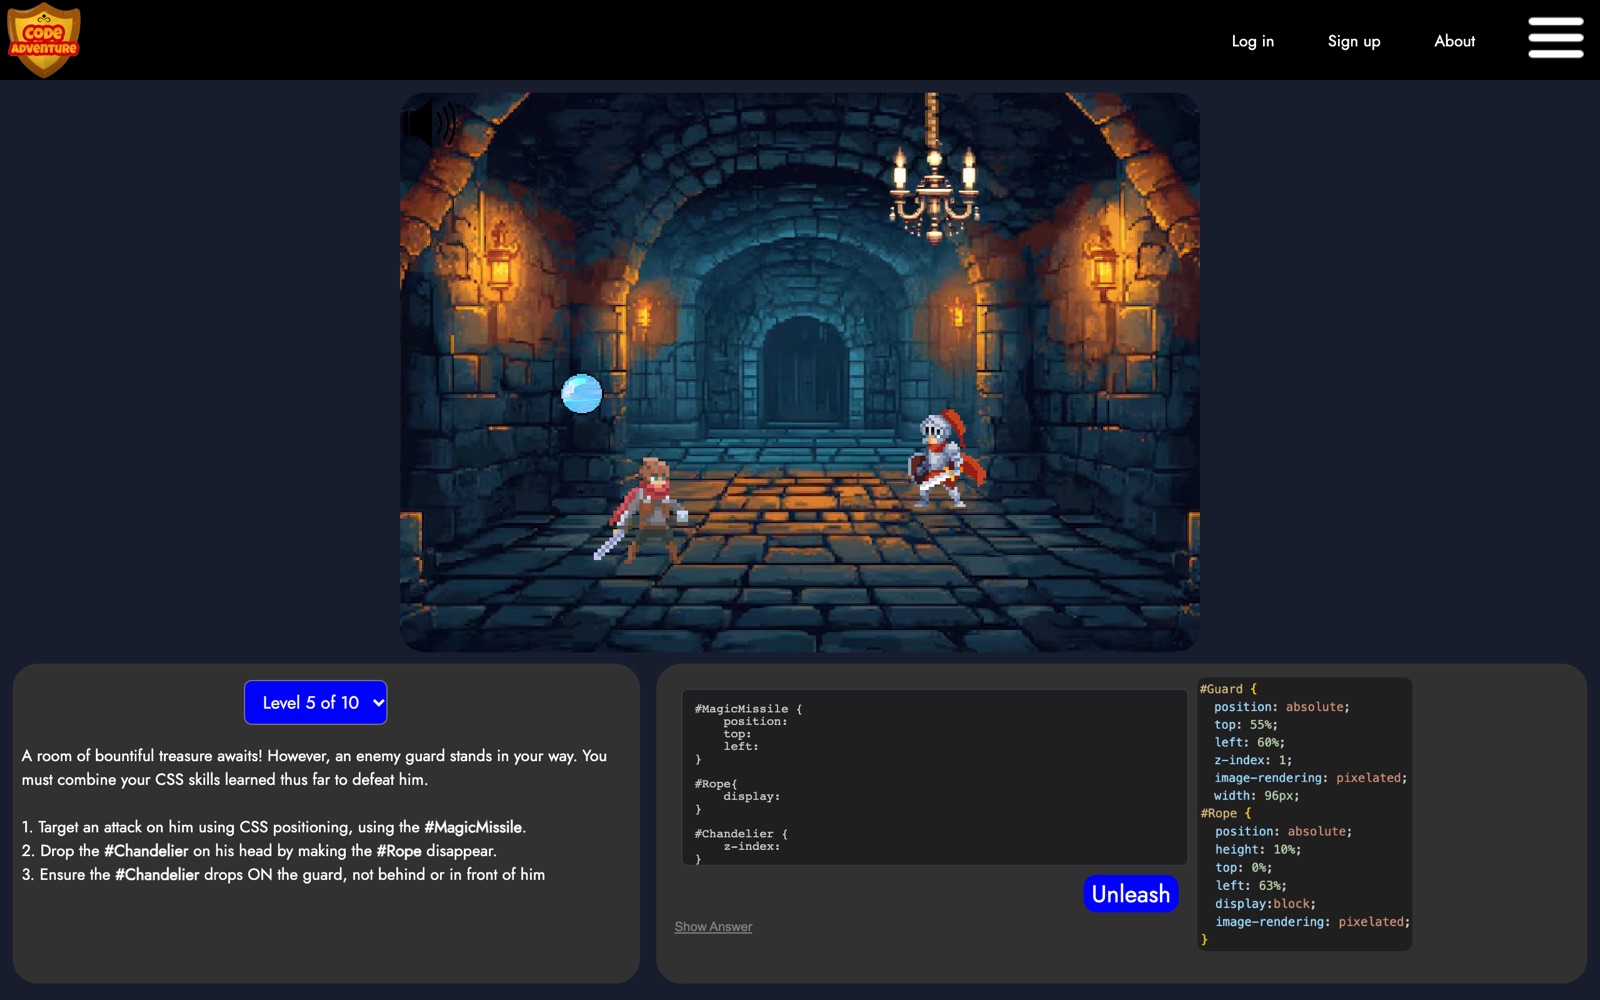 CODE
ADVENTURE
Log in
Sign up
About
Level 5 of 10
A room of bountiful treasure awaits! However, an enemy guard stands in your way. You
must combine your CSS skills learned thus far to defeat him.
1. Target an attack on him using CSS positioning, using the #MagicMissile.
2. Drop the #Chandelier on his head by making the #Rope disappear.
3. Ensure the #Chandelier drops ON the guard, not behind or in front of him
#MagicMissile {
    position:
    top:
    left:
}
#Rope{
    display:
}
#Chandelier {
    z-index:
}
Unleash
Show Answer
#Guard {
  position: absolute;
  top: 55%;
  left: 60%;
  z-index: 1;
  image-rendering: pixelated;
  width: 96px;
#Rope {
  position: absolute;
  height: 10%;
  top: 0%;
  left: 63%;
  display:block;
  image-rendering: pixelated;
}